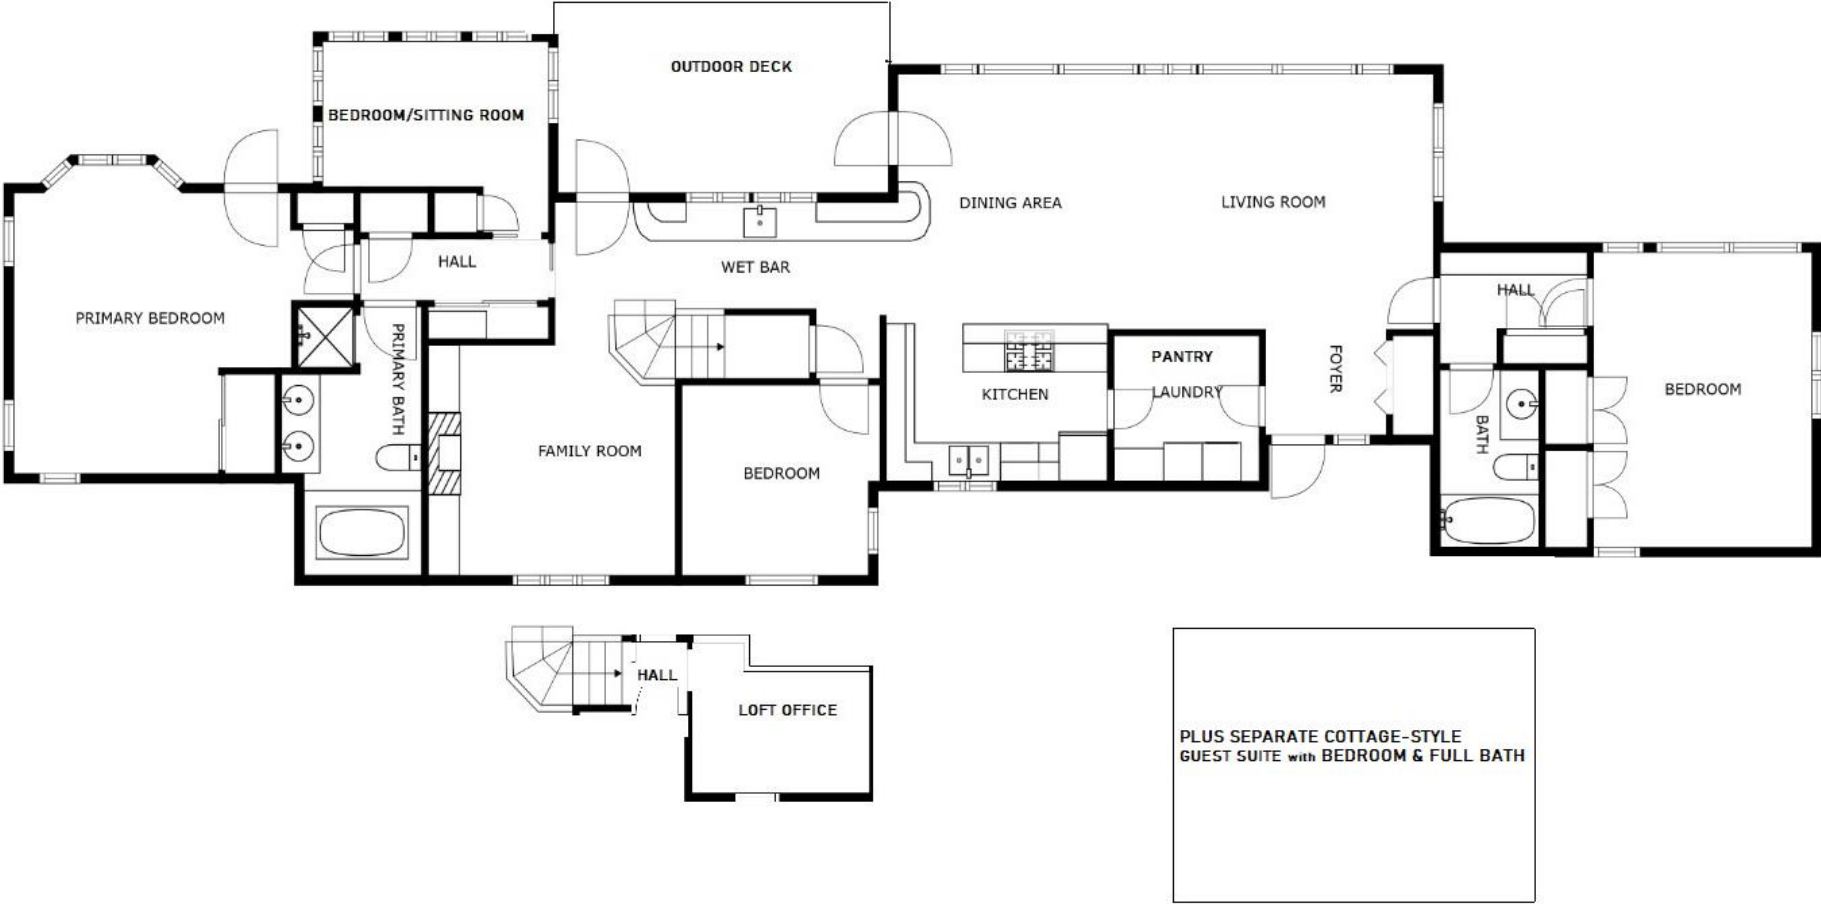 OUTDOOR DECK
BEDROOM/SITTING ROOM
DINING AREA
LIVING ROOM
HALL
WET BAR
HALL
PRIMARY BEDROOM
PRIMARY BATH
PANTRY
LAUNDRY
FOYER
KITCHEN
BEDROOM
BATH
FAMILY ROOM
BEDROOM
HALL
LOFT OFFICE
PLUS SEPARATE COTTAGE-STYLE
GUEST SUITE with BEDROOM & FULL BATH